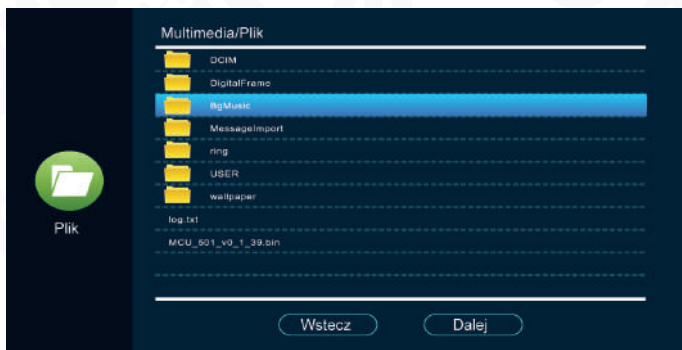 Multimedia/Plik
DCIM
DigitalFrame
BgMusic
MessageImport
ring
USER
wallpaper
log.txt
MCU_501_v0_1_39.bin
Plik
Wstecz Dalej